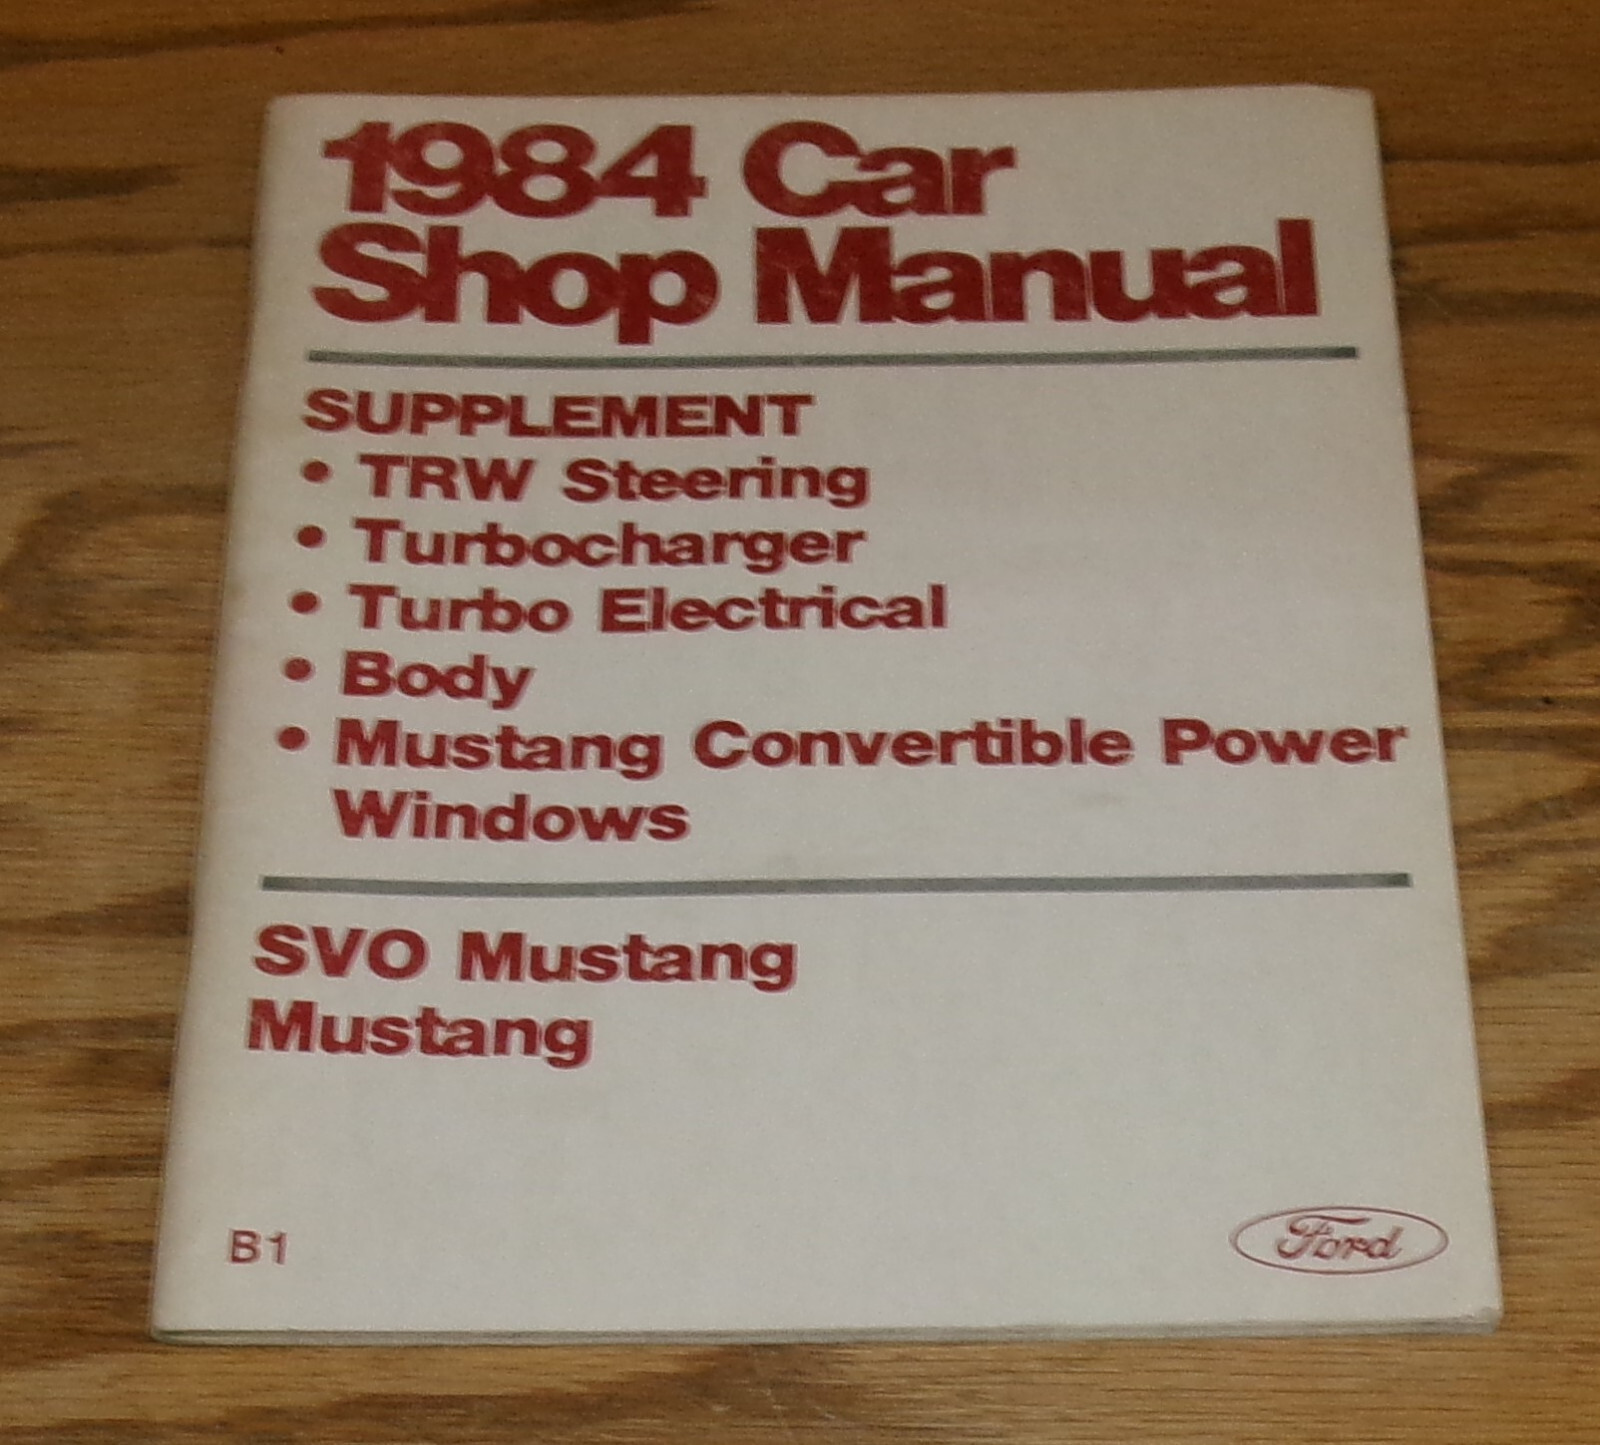 1984 Car
Shop Manual
SUPPLEMENT
• TRW Steering
• Turbocharger
• Turbo Electrical
• Body
• Mustang Convertible Power
Windows
SVO Mustang
Mustang
B1
Ford